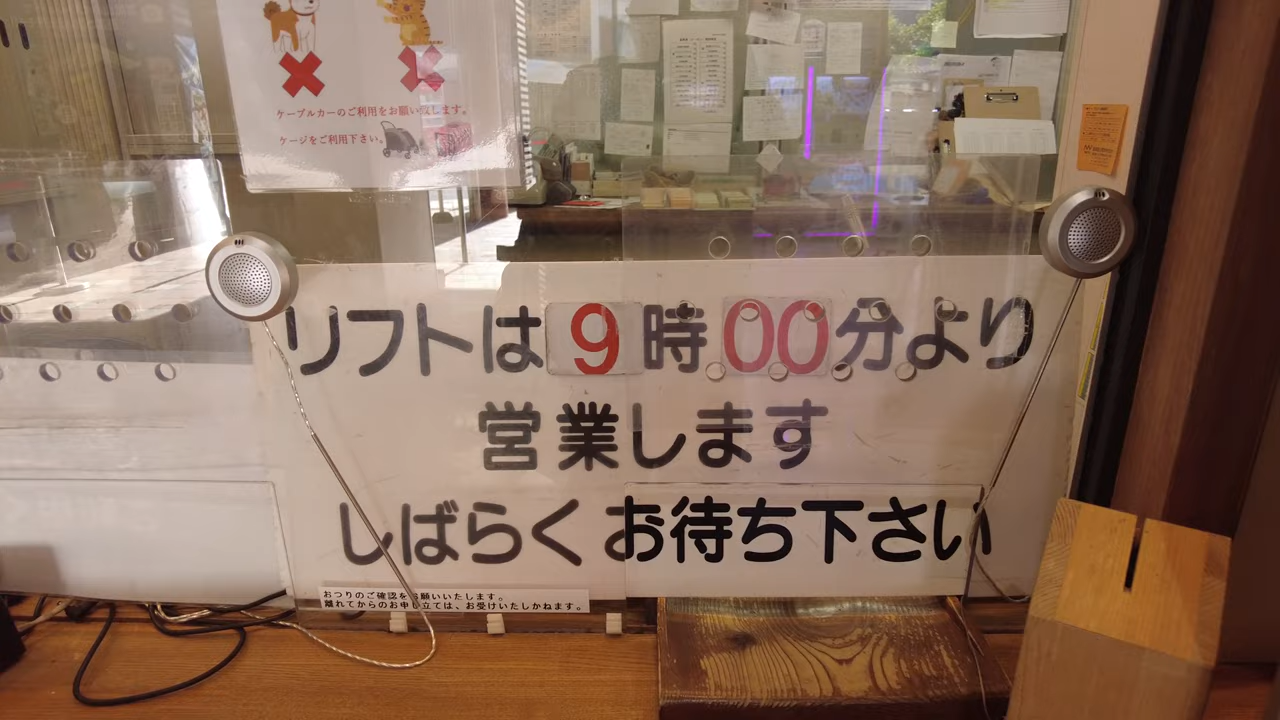 ケーブルカーのご利用をお願い致します。
ケージをご利用下さい。
リフトは9時00分より
営業します
しばらくお待ち下さい
おつりのご確認をお願いいたします。
離れてからのお申し立ては、お受けいたしかねます。